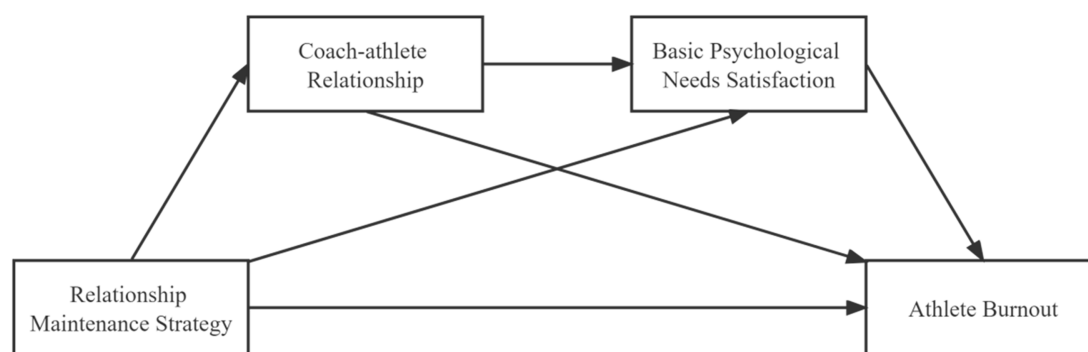 Coach-athlete
Relationship
Basic Psychological
Needs Satisfaction
Relationship
Maintenance Strategy
Athlete Burnout